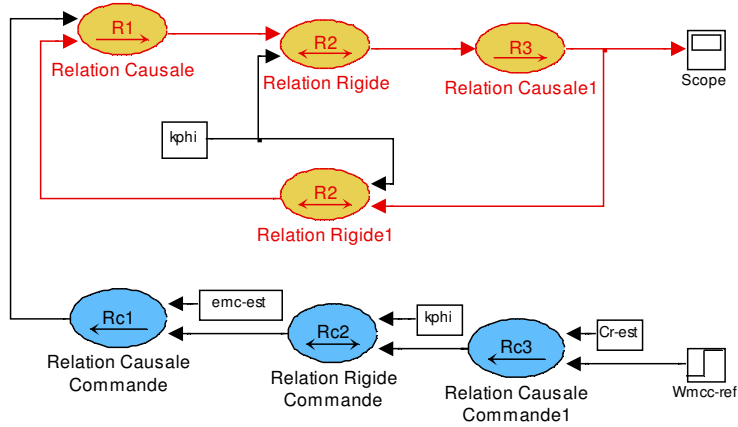 R1
Relation Causale
R2
Relation Rigide
R3
Relation Causale1
Scope
kphi
R2
Relation Rigide1
Rc1
Relation Causale
Commande
emc-est
Rc2
Relation Rigide
Commande
kphi
Rc3
Relation Causale
Commande1
Cr-est
Wmcc-ref